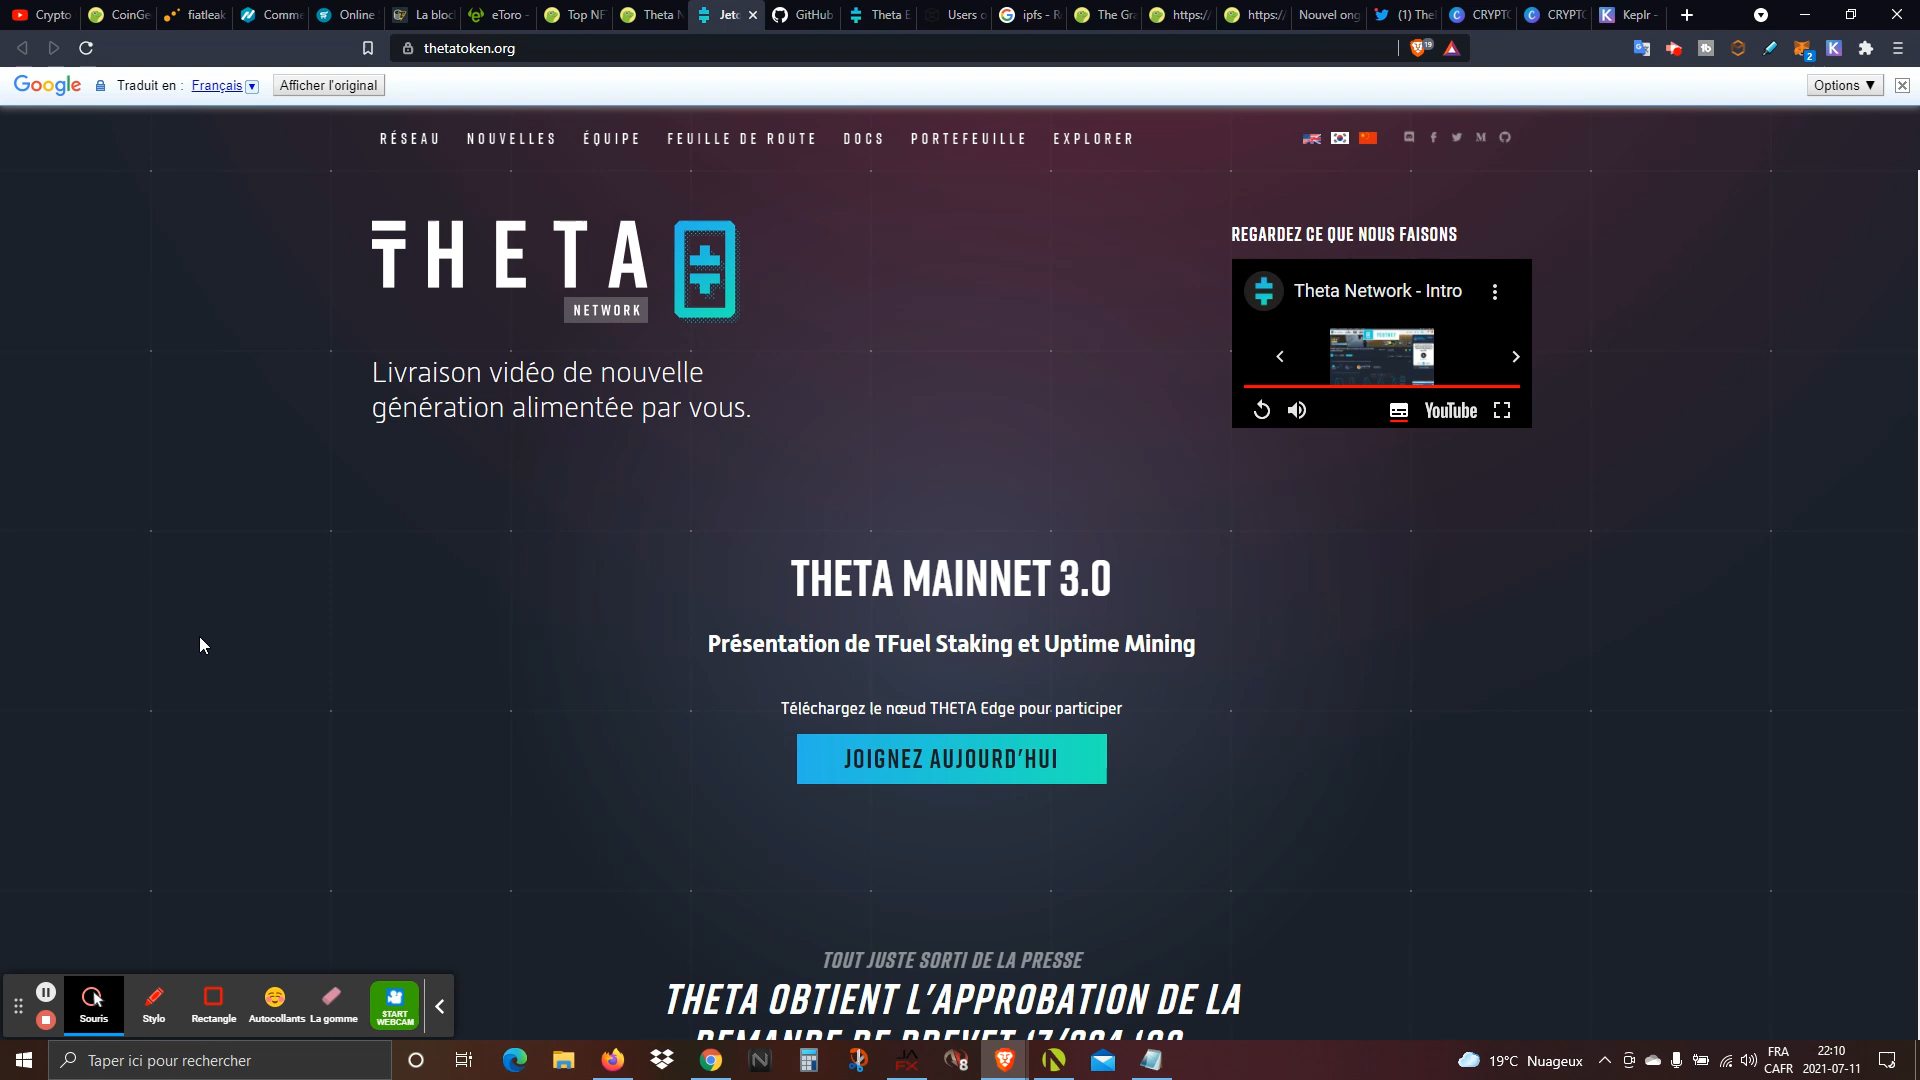 Crypto
CoinGe
fiatleak
Comme
Online
La bloc
eToro -
Top NF
Theta N
Jeto
GitHub
Theta E
Users o
ipfs - R
The Gra
https:/
https:/
Nouvel ong
(1) The
CRYPTO
CRYPTO
Keplr -
thetatoken.org
19
2
Google
Traduit en :
Français
Afficher l'original
Options ▼
RÉSEAU
NOUVELLES
ÉQUIPE
FEUILLE DE ROUTE
DOCS
PORTEFEUILLE
EXPLORER
THETA
NETWORK
Livraison vidéo de nouvelle
génération alimentée par vous.
REGARDEZ CE QUE NOUS FAISONS
Theta Network - Intro
YouTube
THETA MAINNET 3.0
Présentation de TFuel Staking et Uptime Mining
Téléchargez le nœud THETA Edge pour participer
JOIGNEZ AUJOURD'HUI
TOUT JUSTE SORTI DE LA PRESSE
THETA OBTIENT L'APPROBATION DE LA
Souris
Stylo
Rectangle
Autocollants
La gomme
START
WEBCAM
Taper ici pour rechercher
19°C Nuageux
FRA
CAFR
22:10
2021-07-11